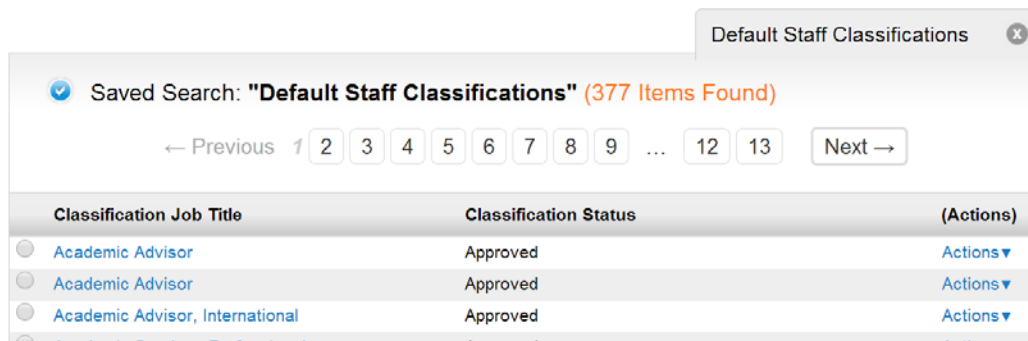 Default Staff Classifications
Saved Search: "Default Staff Classifications" (377 Items Found)
← Previous 1 2 3 4 5 6 7 8 9 ... 12 13 Next →
Classification Job Title Classification Status (Actions)
Academic Advisor Approved Actions▼
Academic Advisor Approved Actions▼
Academic Advisor, International Approved Actions▼